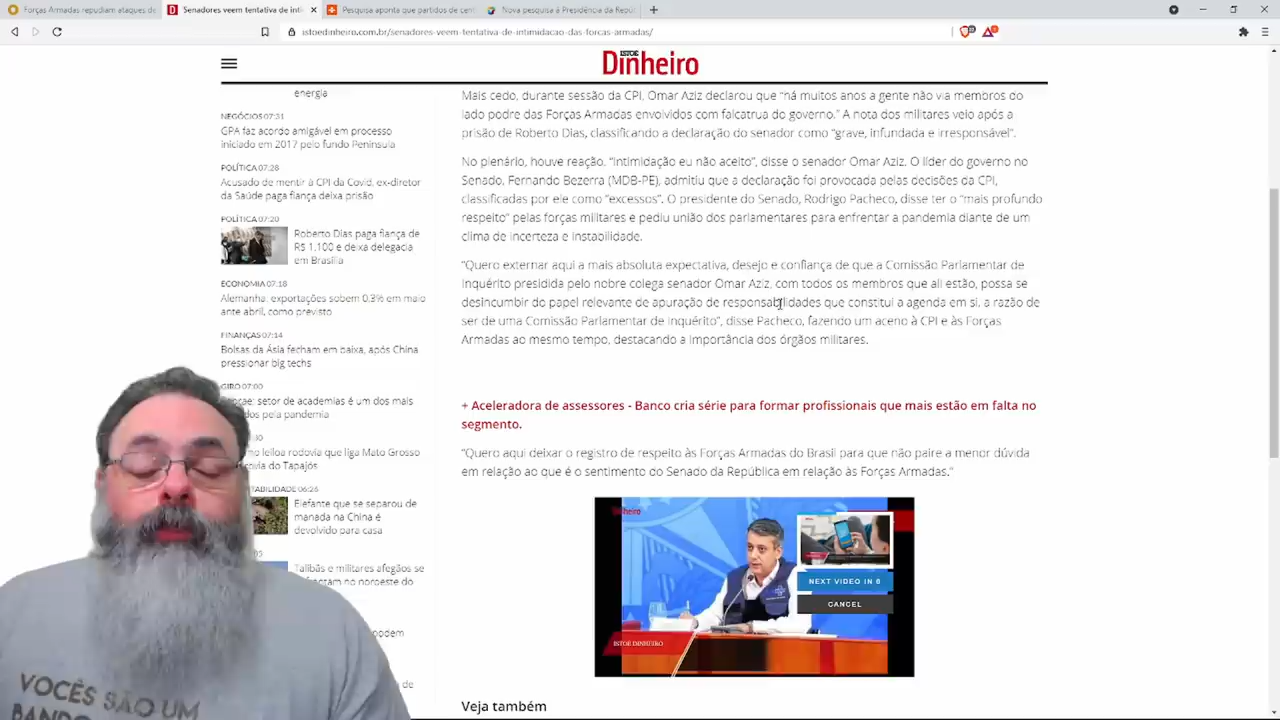 Forças Armadas repudiam ataques de
Senadores veem tentativa de inti
Pesquisa aponta que partidos de cen
Nova pesquisa à Presidência da Repú
istoedinheiro.com.br/senadores-veem-tentativa-de-intimidacao-das-forcas-armadas/
ISTOÉ
Dinheiro
energia
NEGÓCIOS 07:31
GPA faz acordo amigável em processo
iniciado em 2017 pelo fundo Península
POLÍTICA 07:28
Acusado de mentir à CPI da Covid, ex-diretor
da Saúde paga fiança deixa prisão
POLÍTICA 07:20
Roberto Dias paga fiança de
R$ 1.100 e deixa delegacia
em Brasília
ECONOMIA 07:18
Alemanha: exportações sobem 0,3% em maio
ante abril, como previsto
FINANÇAS 07:14
Bolsas da Ásia fecham em baixa, após China
pressionar big techs
GIRO 07:00
setor de academias é um dos mais
pela pandemia
leiloa rodovia que liga Mato Grosso
do Tapajós
06:26
Elefante que se separou de
manada na China é
devolvido para casa
Talibãs e militares afegãos se
no noroeste do
podem
de
Mais cedo, durante sessão da CPI, Omar Aziz declarou que “há muitos anos a gente não via membros do
lado podre das Forças Armadas envolvidos com falcatrua do governo.” A nota dos militares veio após a
prisão de Roberto Dias, classificando a declaração do senador como “grave, infundada e irresponsável”.
No plenário, houve reação. “Intimidação eu não aceito”, disse o senador Omar Aziz. O líder do governo no
Senado, Fernando Bezerra (MDB-PE), admitiu que a declaração foi provocada pelas decisões da CPI,
classificadas por ele como “excessos”. O presidente do Senado, Rodrigo Pacheco, disse ter o “mais profundo
respeito” pelas forças militares e pediu união dos parlamentares para enfrentar a pandemia diante de um
clima de incerteza e instabilidade.
“Quero externar aqui a mais absoluta expectativa, desejo e confiança de que a Comissão Parlamentar de
Inquérito presidida pelo nobre colega senador Omar Aziz, com todos os membros que ali estão, possa se
desincumbir do papel relevante de apuração de responsabilidades que constitui a agenda em si, a razão de
ser de uma Comissão Parlamentar de Inquérito”, disse Pacheco, fazendo um aceno à CPI e às Forças
Armadas ao mesmo tempo, destacando a importância dos órgãos militares.
+ Aceleradora de assessores - Banco cria série para formar profissionais que mais estão em falta no
segmento.
“Quero aqui deixar o registro de respeito às Forças Armadas do Brasil para que não paire a menor dúvida
em relação ao que é o sentimento do Senado da República em relação às Forças Armadas.”
NEXT VIDEO IN 6
CANCEL
ISTOÉ DINHEIRO
Veja também
VOCÊS SÃO UM